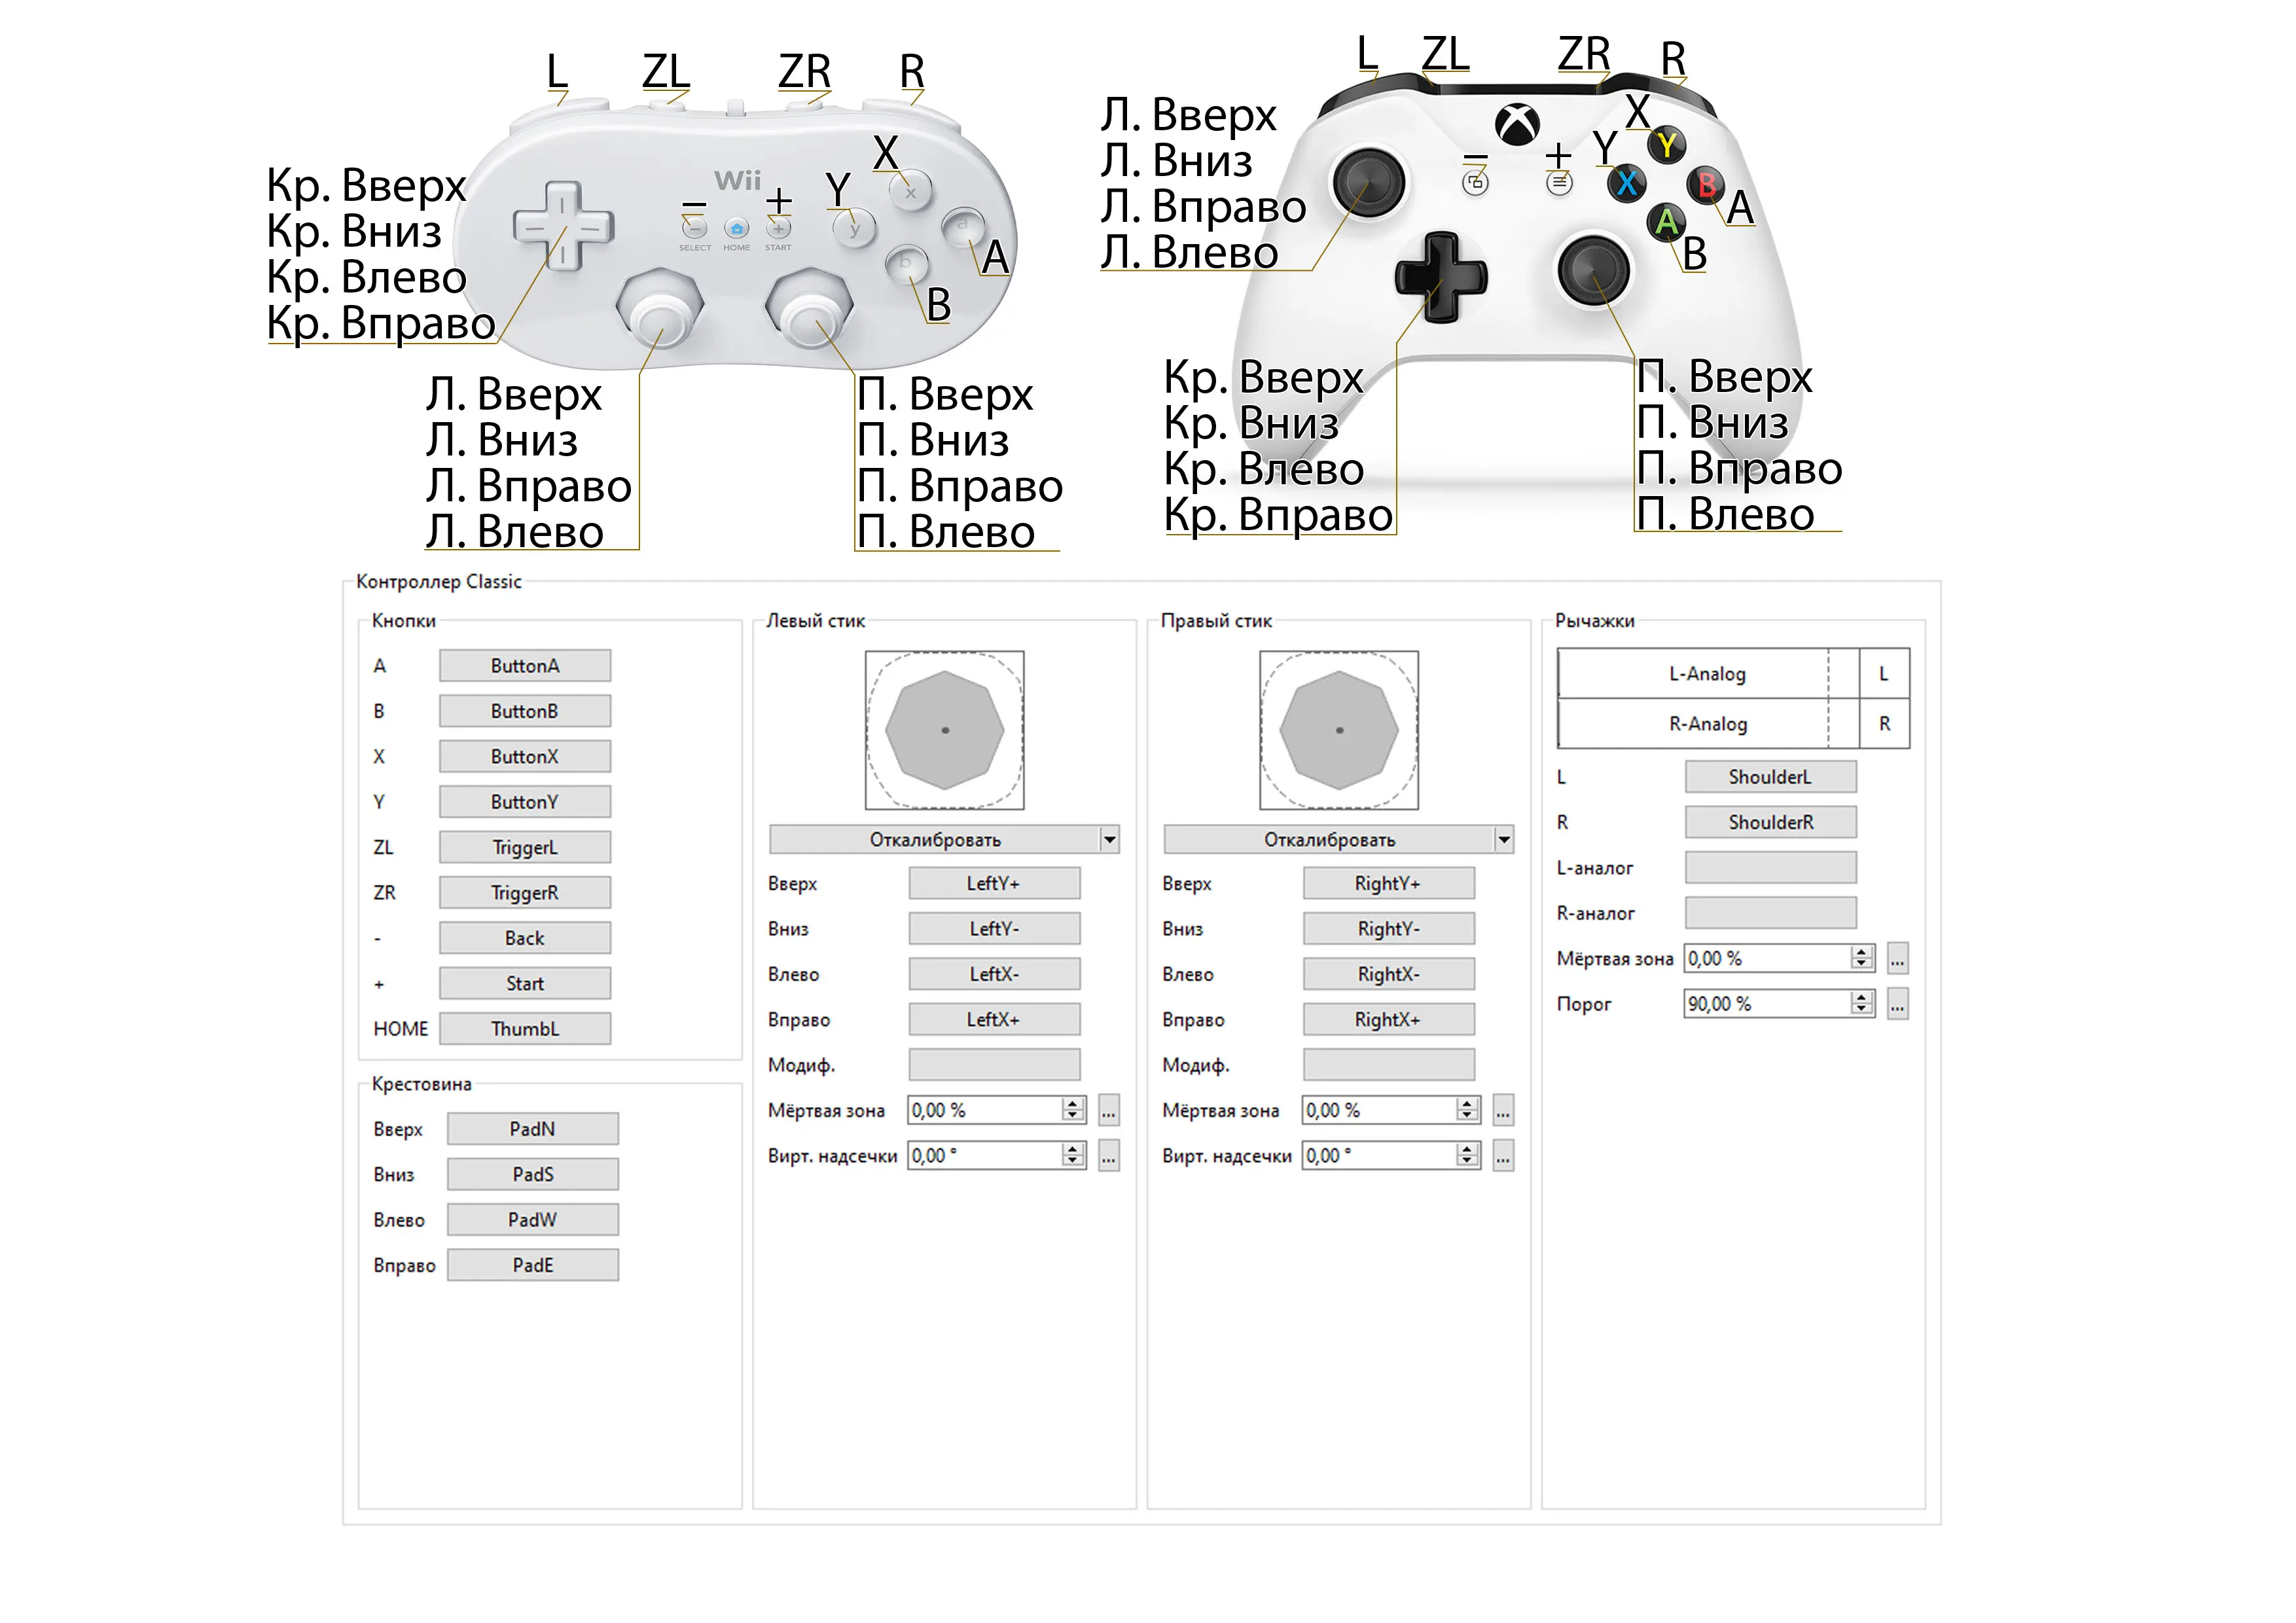 L
ZL
ZR
R
Кр. Вверх
Кр. Вниз
Кр. Влево
Кр. Вправо
Wii
−
+
SELECT
HOME
START
X
x
Y
y
a
A
b
B
Л. Вверх
Л. Вниз
Л. Вправо
Л. Влево
П. Вверх
П. Вниз
П. Вправо
П. Влево
L
ZL
ZR
R
Л. Вверх
Л. Вниз
Л. Вправо
Л. Влево
−
+
X
Y
Y
X
B
A
A
B
Кр. Вверх
Кр. Вниз
Кр. Влево
Кр. Вправо
П. Вверх
П. Вниз
П. Вправо
П. Влево
Контроллер Classic
Кнопки
A ButtonA
B ButtonB
X ButtonX
Y ButtonY
ZL TriggerL
ZR TriggerR
- Back
+ Start
HOME ThumbL
Крестовина
Вверх PadN
Вниз PadS
Влево PadW
Вправо PadE
Левый стик
Откалибровать
Вверх LeftY+
Вниз LeftY-
Влево LeftX-
Вправо LeftX+
Модиф.
Мёртвая зона 0,00 % ...
Вирт. надсечки 0,00 ° ...
Правый стик
Откалибровать
Вверх RightY+
Вниз RightY-
Влево RightX-
Вправо RightX+
Модиф.
Мёртвая зона 0,00 % ...
Вирт. надсечки 0,00 ° ...
Рычажки
L-Analog L
R-Analog R
L ShoulderL
R ShoulderR
L-аналог
R-аналог
Мёртвая зона 0,00 % ...
Порог 90,00 % ...